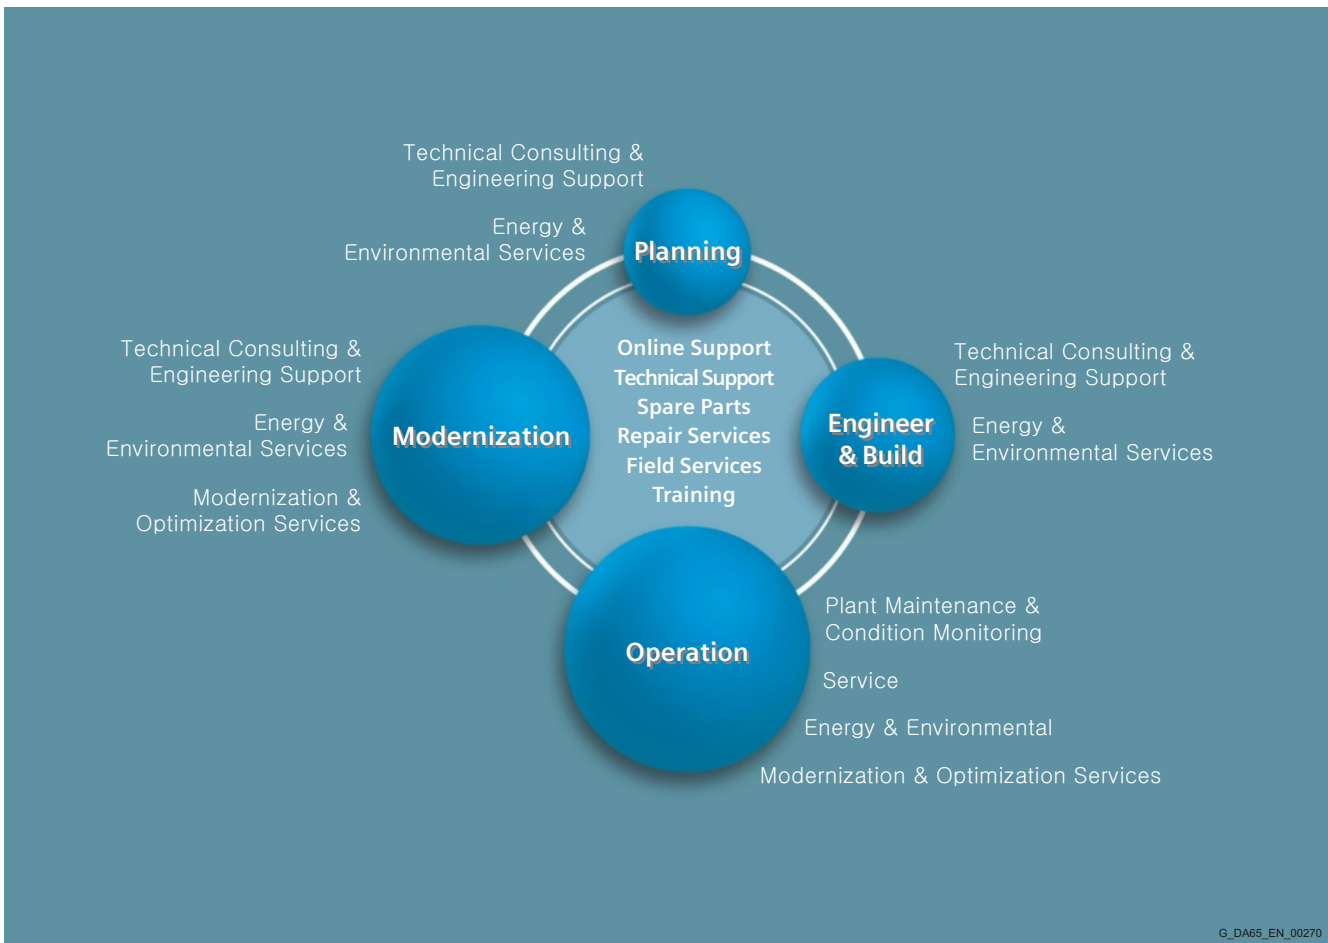 Technical Consulting &
Engineering Support
Energy &
Environmental Services
Planning
Technical Consulting &
Engineering Support
Energy &
Environmental Services
Modernization &
Optimization Services
Modernization
Online Support
Technical Support
Spare Parts
Repair Services
Field Services
Training
Engineer
& Build
Technical Consulting &
Engineering Support
Energy &
Environmental Services
Operation
Plant Maintenance &
Condition Monitoring
Service
Energy & Environmental
Modernization & Optimization Services
G_DA65_EN_00270